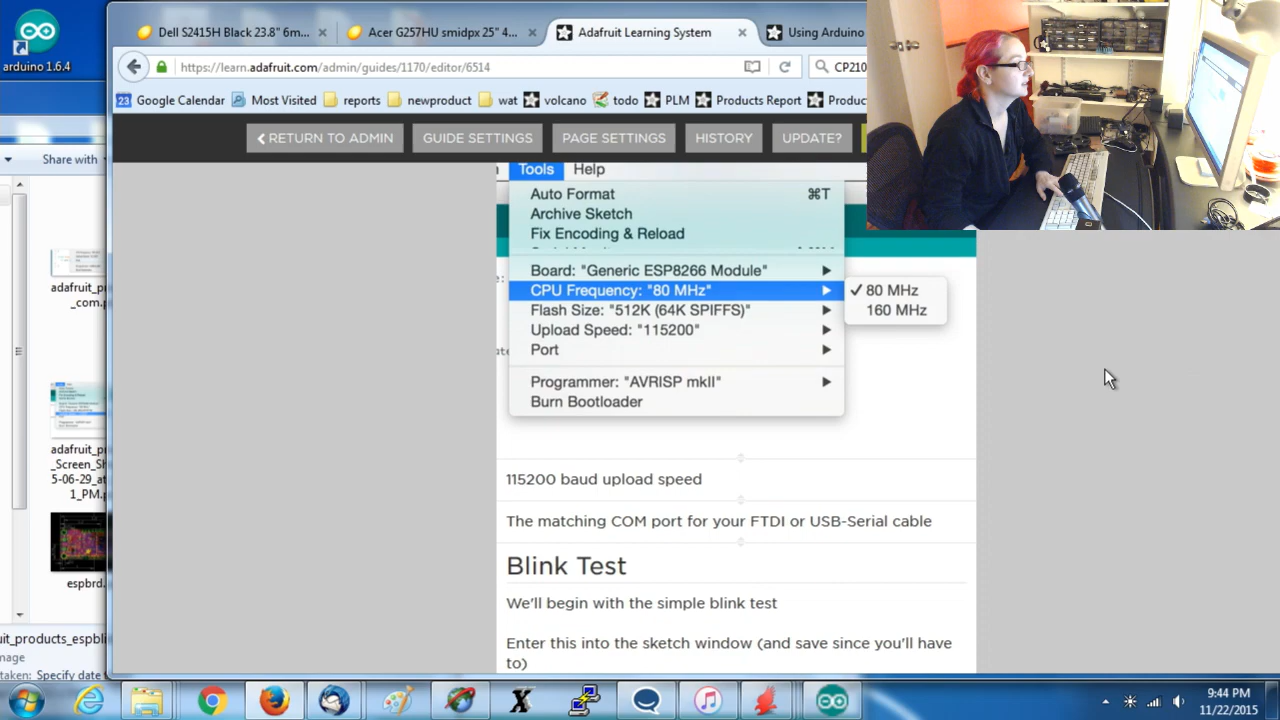 arduino 1.6.4
Dell S2415H Black 23.8" 6m...
Acer G257HU smidpx 25" 4...
Adafruit Learning System
Using Arduino
https://learn.adafruit.com/admin/guides/1170/editor/6514
CP210
23 Google Calendar
Most Visited
reports
newproduct
wat
volcano
todo
PLM
Products Report
Produc
RETURN TO ADMIN
GUIDE SETTINGS
PAGE SETTINGS
HISTORY
UPDATE?
Share with
Tools
Help
Auto Format ⌘T
Archive Sketch
Fix Encoding & Reload
Board: "Generic ESP8266 Module"
CPU Frequency: "80 MHz"
Flash Size: "512K (64K SPIFFS)"
Upload Speed: "115200"
Port
Programmer: "AVRISP mkII"
Burn Bootloader
✓ 80 MHz
160 MHz
115200 baud upload speed
The matching COM port for your FTDI or USB-Serial cable
Blink Test
We'll begin with the simple blink test
Enter this into the sketch window (and save since you'll have
to)
adafruit_pr
_com.p
adafruit_pr
_Screen_Sh
5-06-29_at
1_PM.p
espbrd.
uit_products_espbli
mage
taken: Specify date
9:44 PM
11/22/2015